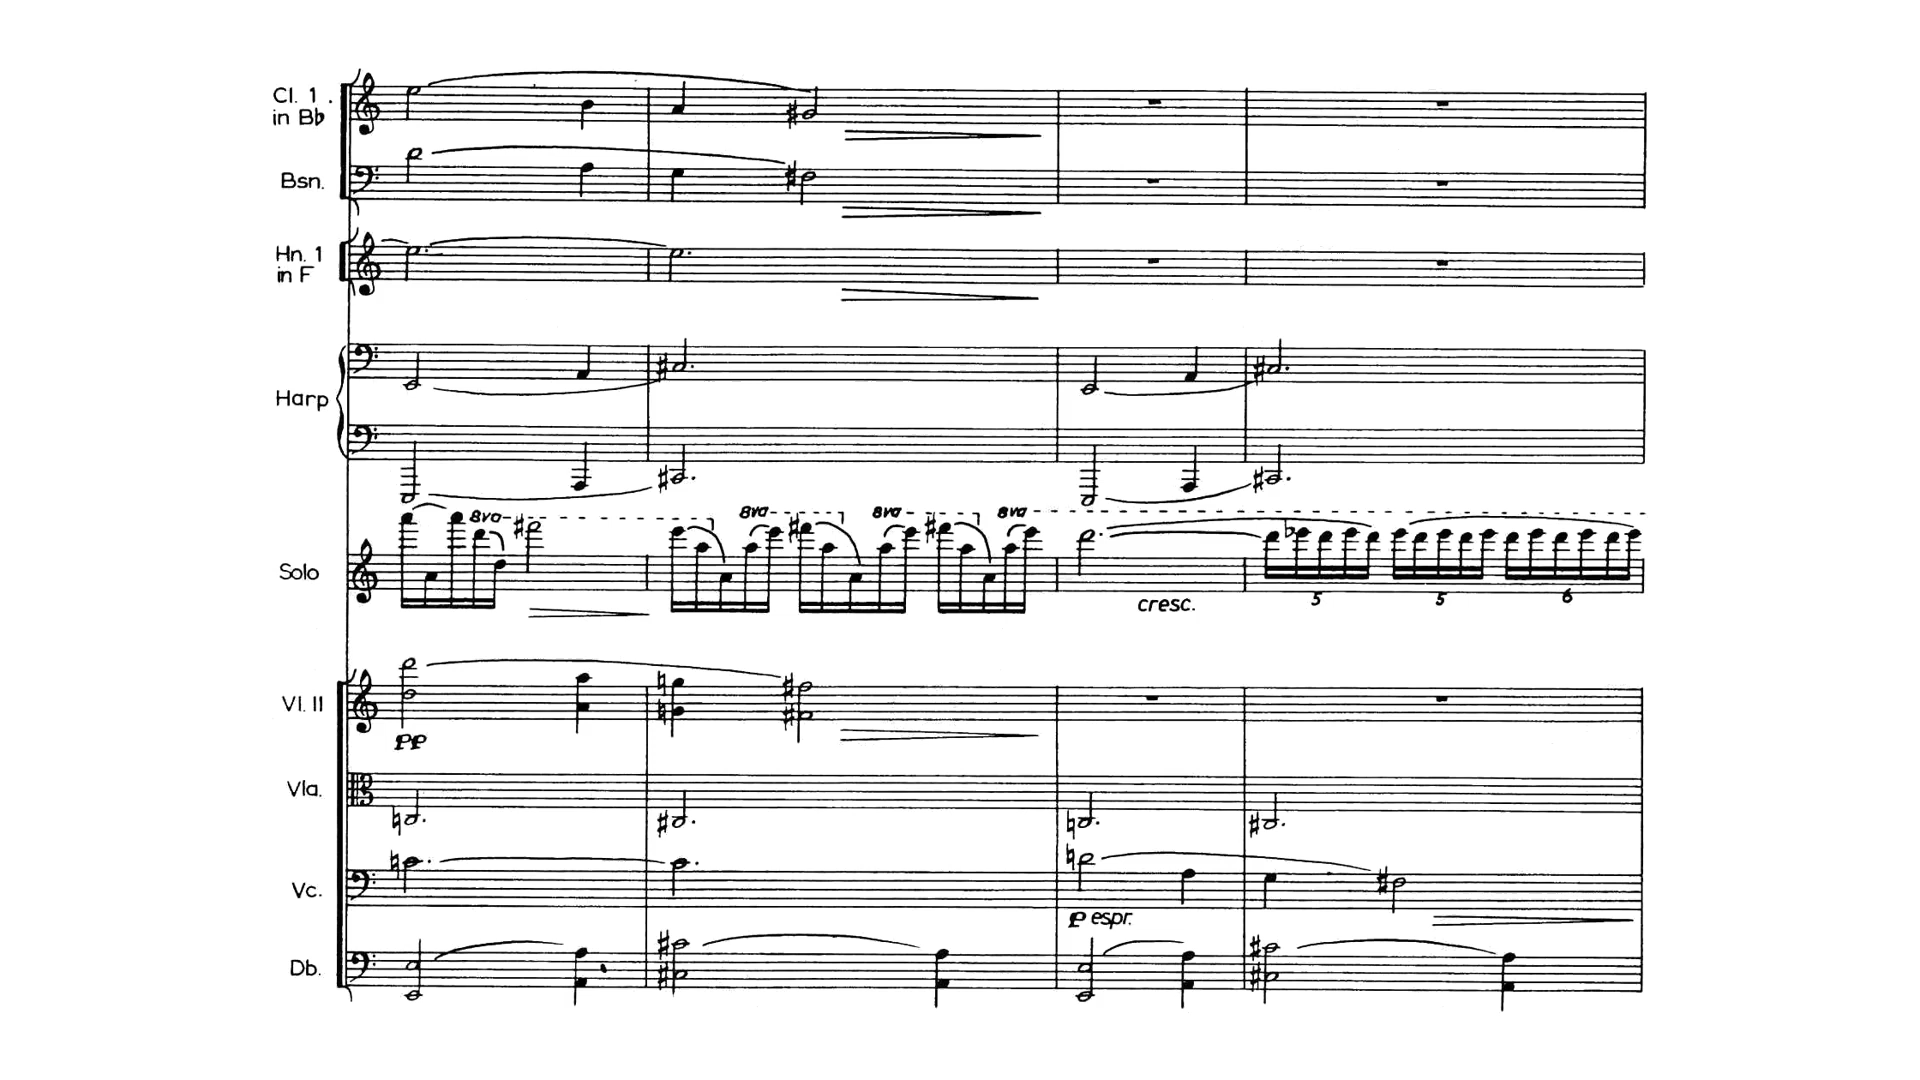 Cl. 1 .
in B♭
Bsn.
Hn. 1
in F
Harp
8va
8va
8va
8va
Solo
cresc.
5
5
6
Vl. II
pp
Vla.
Vc.
p espr.
Db.